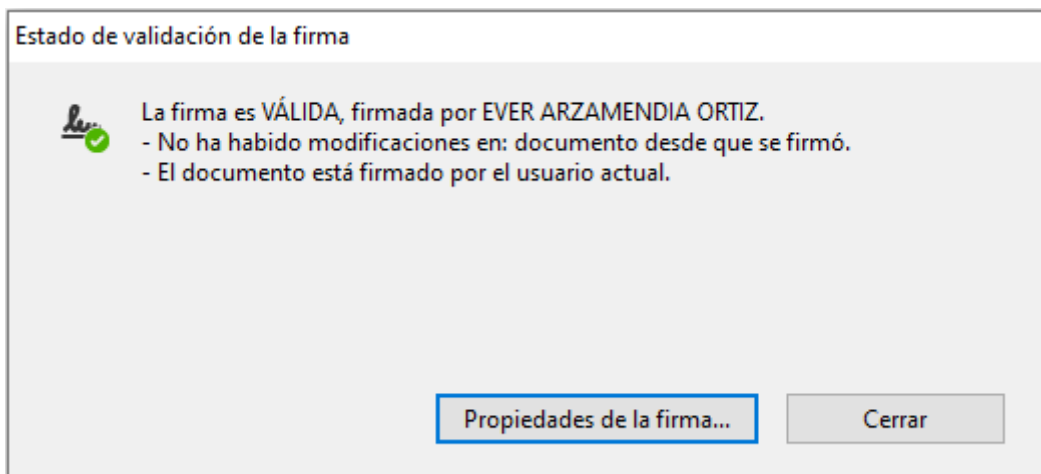 Estado de validación de la firma
La firma es VÁLIDA, firmada por EVER ARZAMENDIA ORTIZ.
- No ha habido modificaciones en: documento desde que se firmó.
- El documento está firmado por el usuario actual.
Propiedades de la firma...
Cerrar